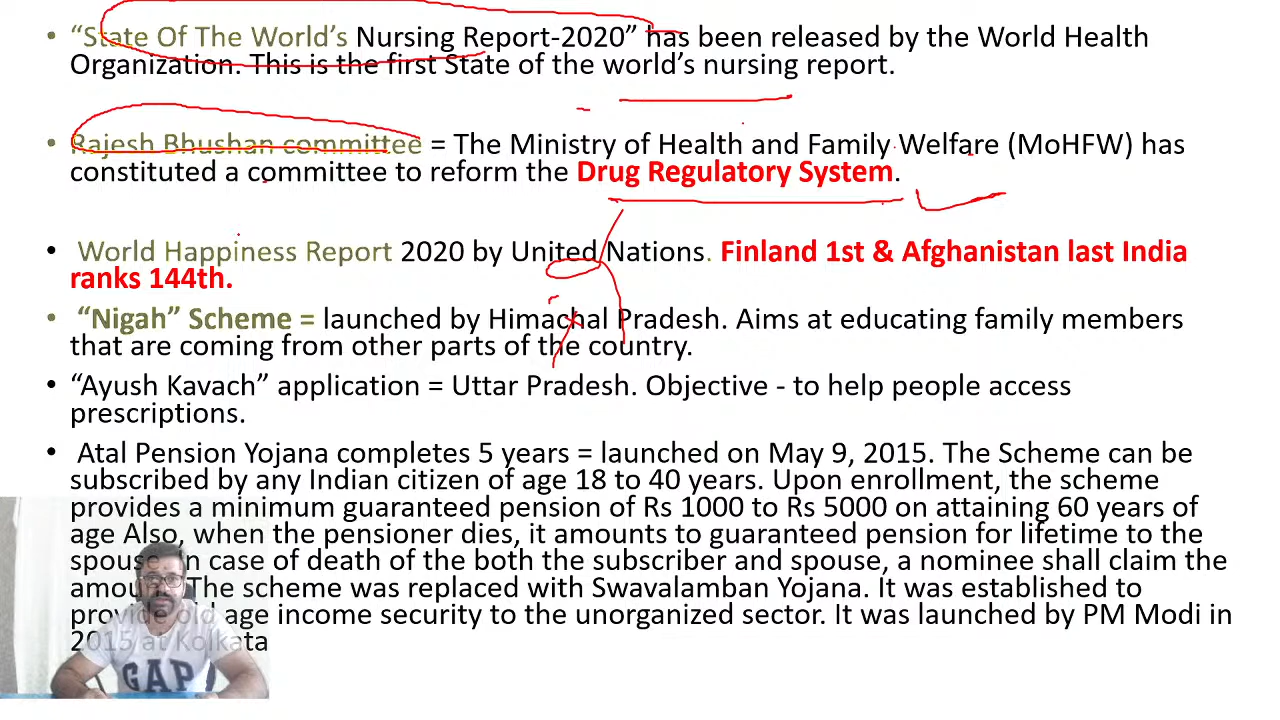 • “State Of The World’s Nursing Report-2020” has been released by the World Health
Organization. This is the first State of the world’s nursing report.
• Rajesh Bhushan committee = The Ministry of Health and Family Welfare (MoHFW) has
constituted a committee to reform the Drug Regulatory System.
• World Happiness Report 2020 by United Nations. Finland 1st & Afghanistan last India
ranks 144th.
• “Nigah” Scheme = launched by Himachal Pradesh. Aims at educating family members
that are coming from other parts of the country.
• “Ayush Kavach” application = Uttar Pradesh. Objective - to help people access
prescriptions.
• Atal Pension Yojana completes 5 years = launched on May 9, 2015. The Scheme can be
subscribed by any Indian citizen of age 18 to 40 years. Upon enrollment, the scheme
provides a minimum guaranteed pension of Rs 1000 to Rs 5000 on attaining 60 years of
age Also, when the pensioner dies, it amounts to guaranteed pension for lifetime to the
spouse. In case of death of the both the subscriber and spouse, a nominee shall claim the
amount. The scheme was replaced with Swavalamban Yojana. It was established to
provide old age income security to the unorganized sector. It was launched by PM Modi in
2015 at Kolkata
GAP